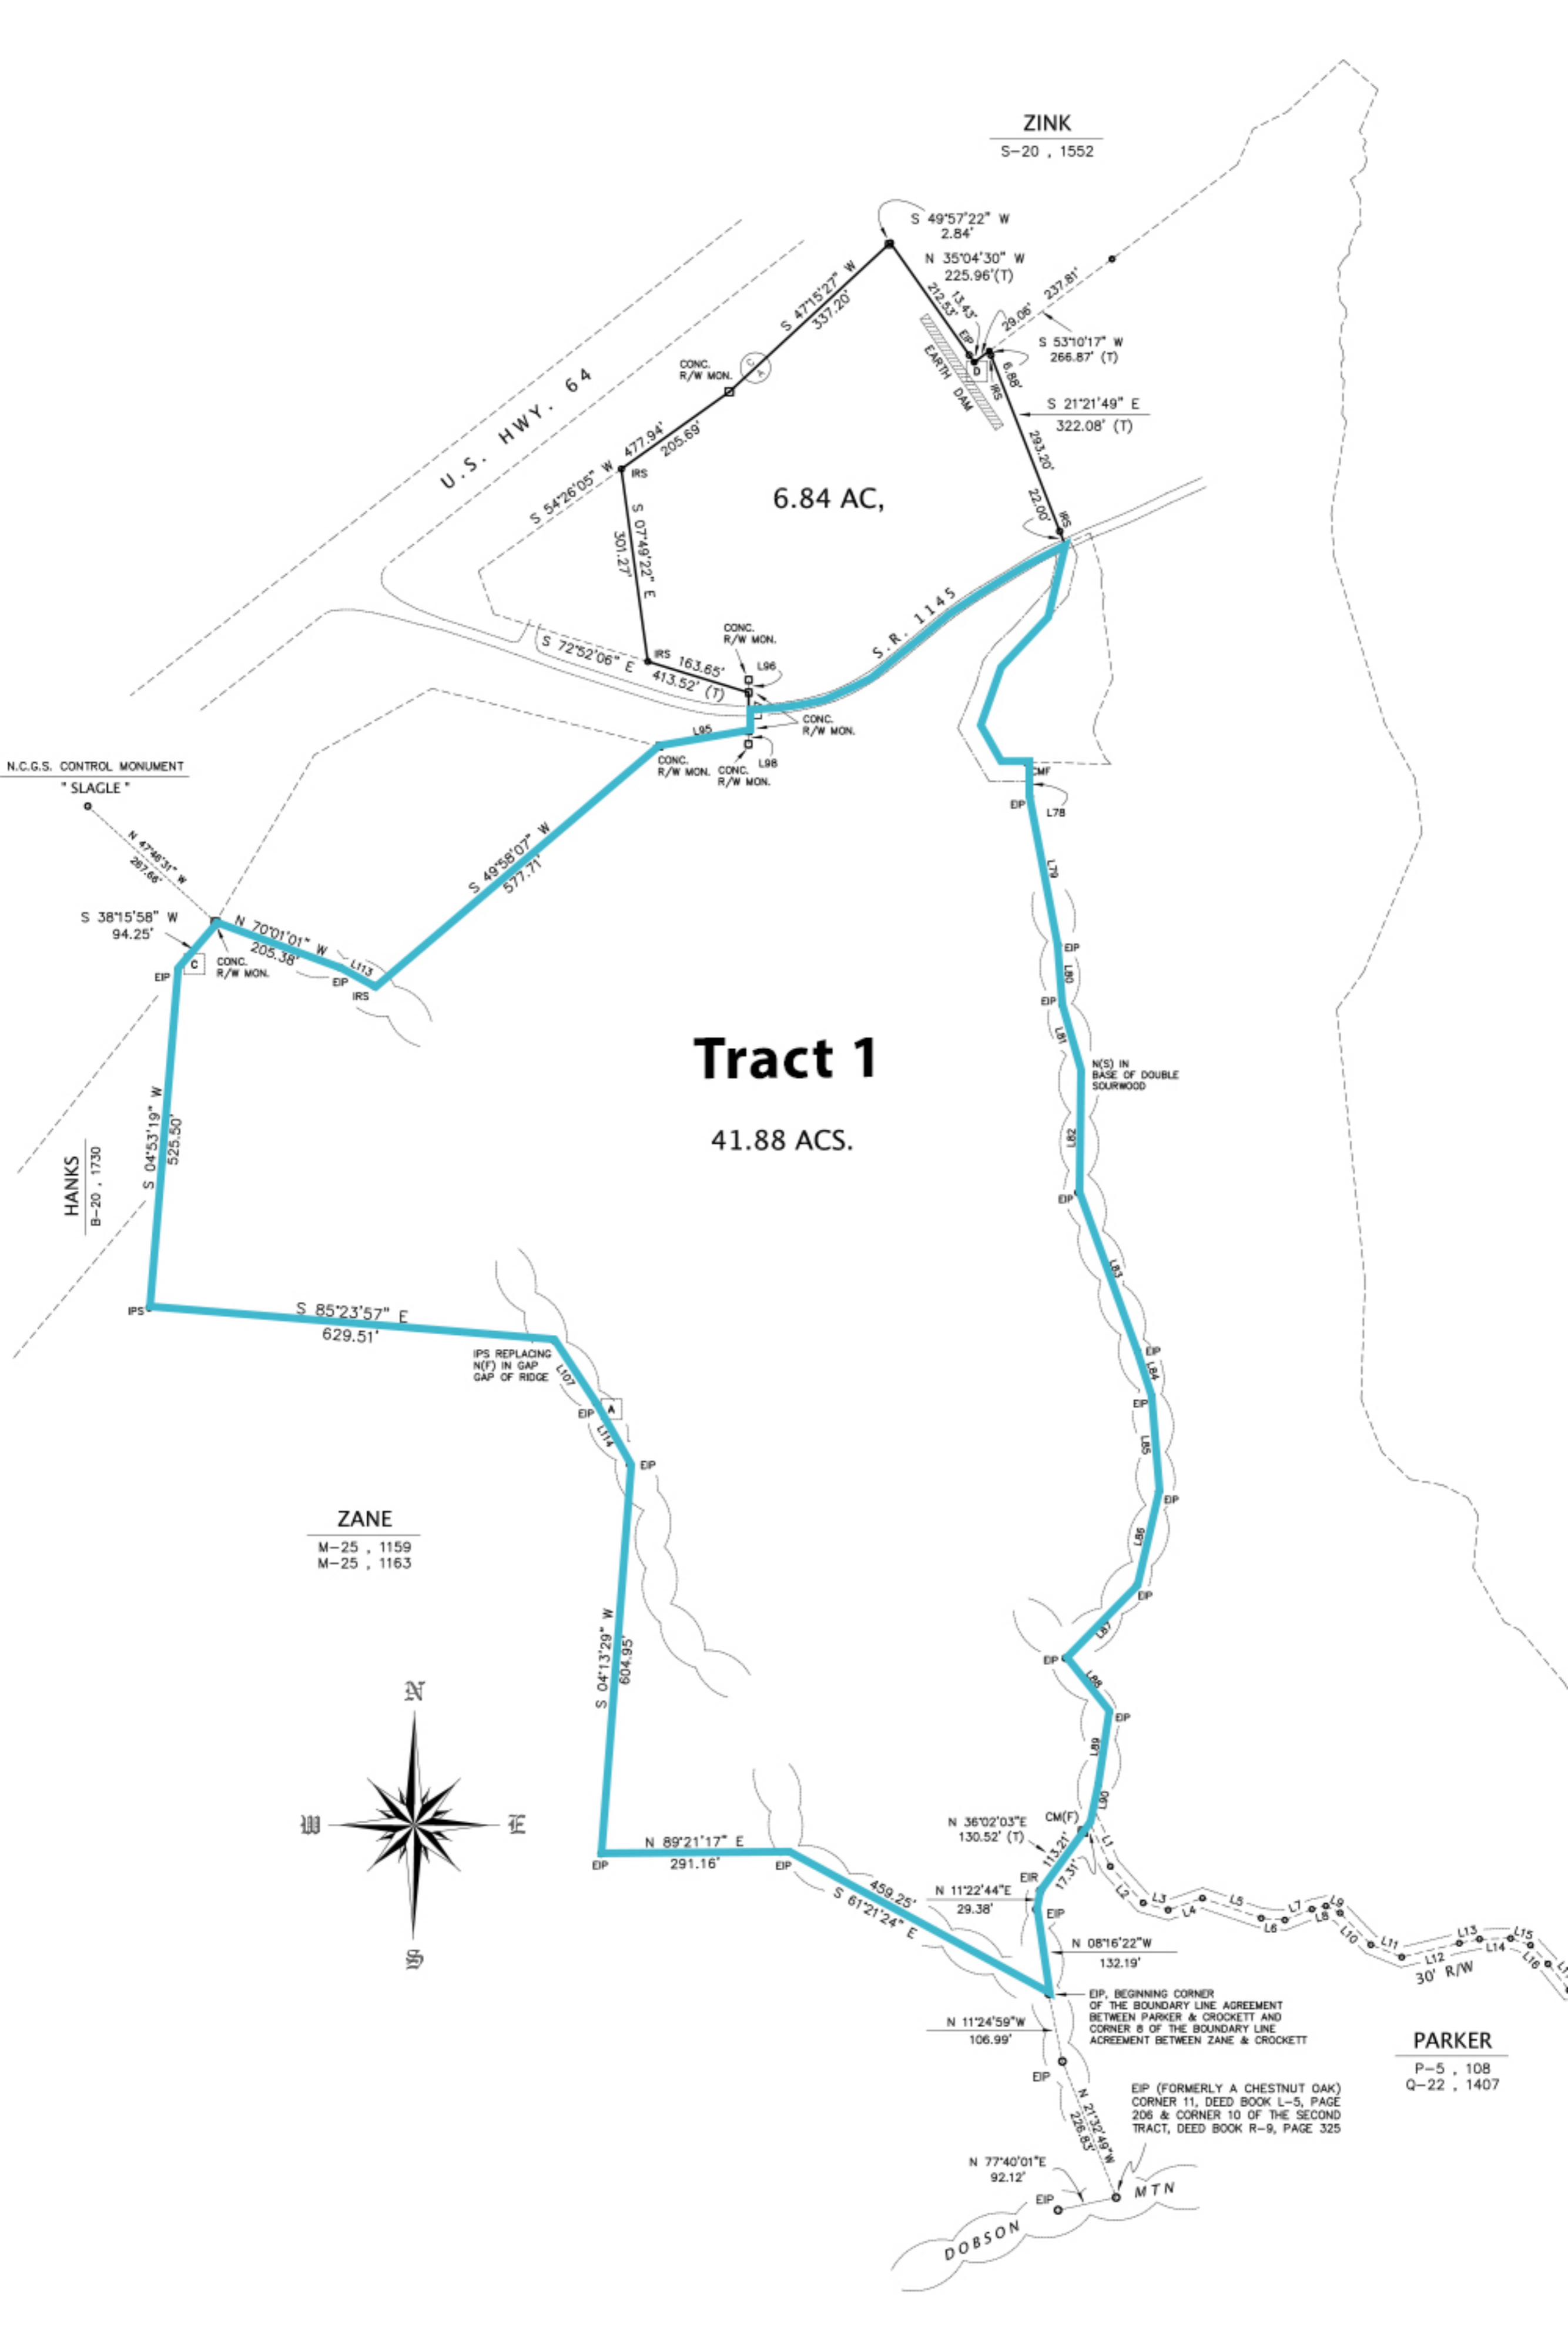 ZINK
S-20 , 1552
S 49°57'22" W
2.84'
N 35°04'30" W
225.96'(T)
S 47°15'27" W
337.20'
212.53'
13.43'
29.06'
237.81'
EIP
D
IRS
6.88'
S 53°10'17" W
266.87' (T)
EARTH DAM
CONC.
R/W MON.
C
A
U.S. HWY. 64
S 21°21'49" E
322.08' (T)
293.20'
477.94'
205.69'
IRS
S 54°26'05" W
6.84 AC,
22.00'
IRS
S 07°49'22" E
301.27'
S.R. 1145
CONC.
R/W MON.
S 72°52'06" E
IRS
163.65'
413.52' (T)
L96
CONC.
R/W MON.
L95
L98
CONC.
R/W MON.
CONC.
R/W MON.
N.C.G.S. CONTROL MONUMENT
" SLAGLE "
CMF
EIP
L78
N 47°46'31" W
267.66'
S 49°58'07" W
577.71'
L79
S 38°15'58" W
94.25'
N 70°01'01" W
205.38'
C
EIP
CONC.
R/W MON.
L113
EIP
IRS
EIP
L80
EIP
L81
Tract 1
N(S) IN
BASE OF DOUBLE
SOURWOOD
41.88 ACS.
L82
S 04°53'19" W
525.50'
HANKS
B-20 , 1730
EIP
L83
IPS
S 85°23'57" E
629.51'
IPS REPLACING
N(F) IN GAP
GAP OF RIDGE
L107
EIP
A
L114
EIP
EIP
L84
EIP
L85
EIP
ZANE
M-25 , 1159
M-25 , 1163
L86
EIP
L87
S 04°13'29" W
604.95'
EIP
L88
EIP
N
W
E
S
L89
L90
CM(F)
N 36°02'03"E
130.52' (T)
113.21'
17.31'
N 89°21'17" E
291.16'
EIP
EIP
459.25'
S 61°21'24" E
EIR
N 11°22'44"E
29.38'
EIP
L1
L2
L3
L4
L5
L6
L7
L8
L9
L10
L11
L12
L13
L14
L15
L16
30' R/W
N 08°16'22"W
132.19'
EIP, BEGINNING CORNER
OF THE BOUNDARY LINE AGREEMENT
BETWEEN PARKER & CROCKETT AND
CORNER 8 OF THE BOUNDARY LINE
AGREEMENT BETWEEN ZANE & CROCKETT
N 11°24'59"W
106.99'
EIP
PARKER
P-5 , 108
Q-22 , 1407
N 21°32'49"W
226.83'
EIP (FORMERLY A CHESTNUT OAK)
CORNER 11, DEED BOOK L-5, PAGE
206 & CORNER 10 OF THE SECOND
TRACT, DEED BOOK R-9, PAGE 325
N 77°40'01"E
92.12'
EIP
DOBSON MTN